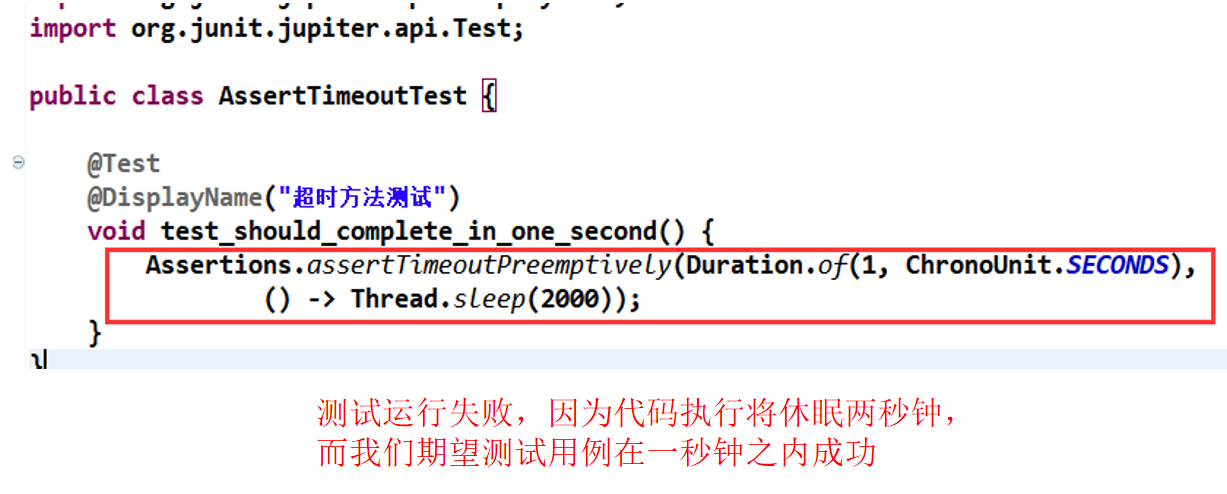 import org.junit.jupiter.api.Test;
public class AssertTimeoutTest {
@Test
@DisplayName("超时方法测试")
void test_should_complete_in_one_second() {
Assertions.assertTimeoutPreemptively(Duration.of(1, ChronoUnit.SECONDS),
() -> Thread.sleep(2000));
}
}
测试运行失败，因为代码执行将休眠两秒钟，
而我们期望测试用例在一秒钟之内成功